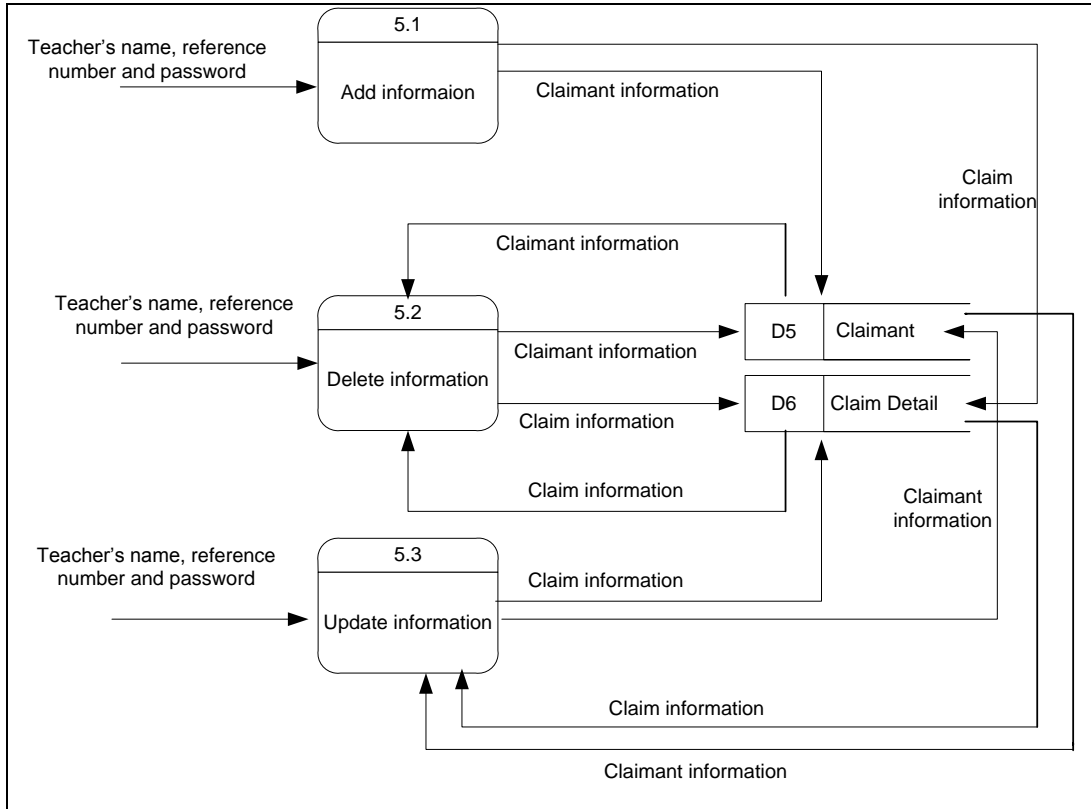 5.1
Teacher's name, reference
number and password
Add informaion
Claimant information
Claim
information
Claimant information
Teacher's name, reference
number and password
5.2
Delete information
Claimant information
Claim information
D5
Claimant
D6
Claim Detail
Claim information
Claimant
information
Teacher's name, reference
number and password
5.3
Update information
Claim information
Claim information
Claimant information